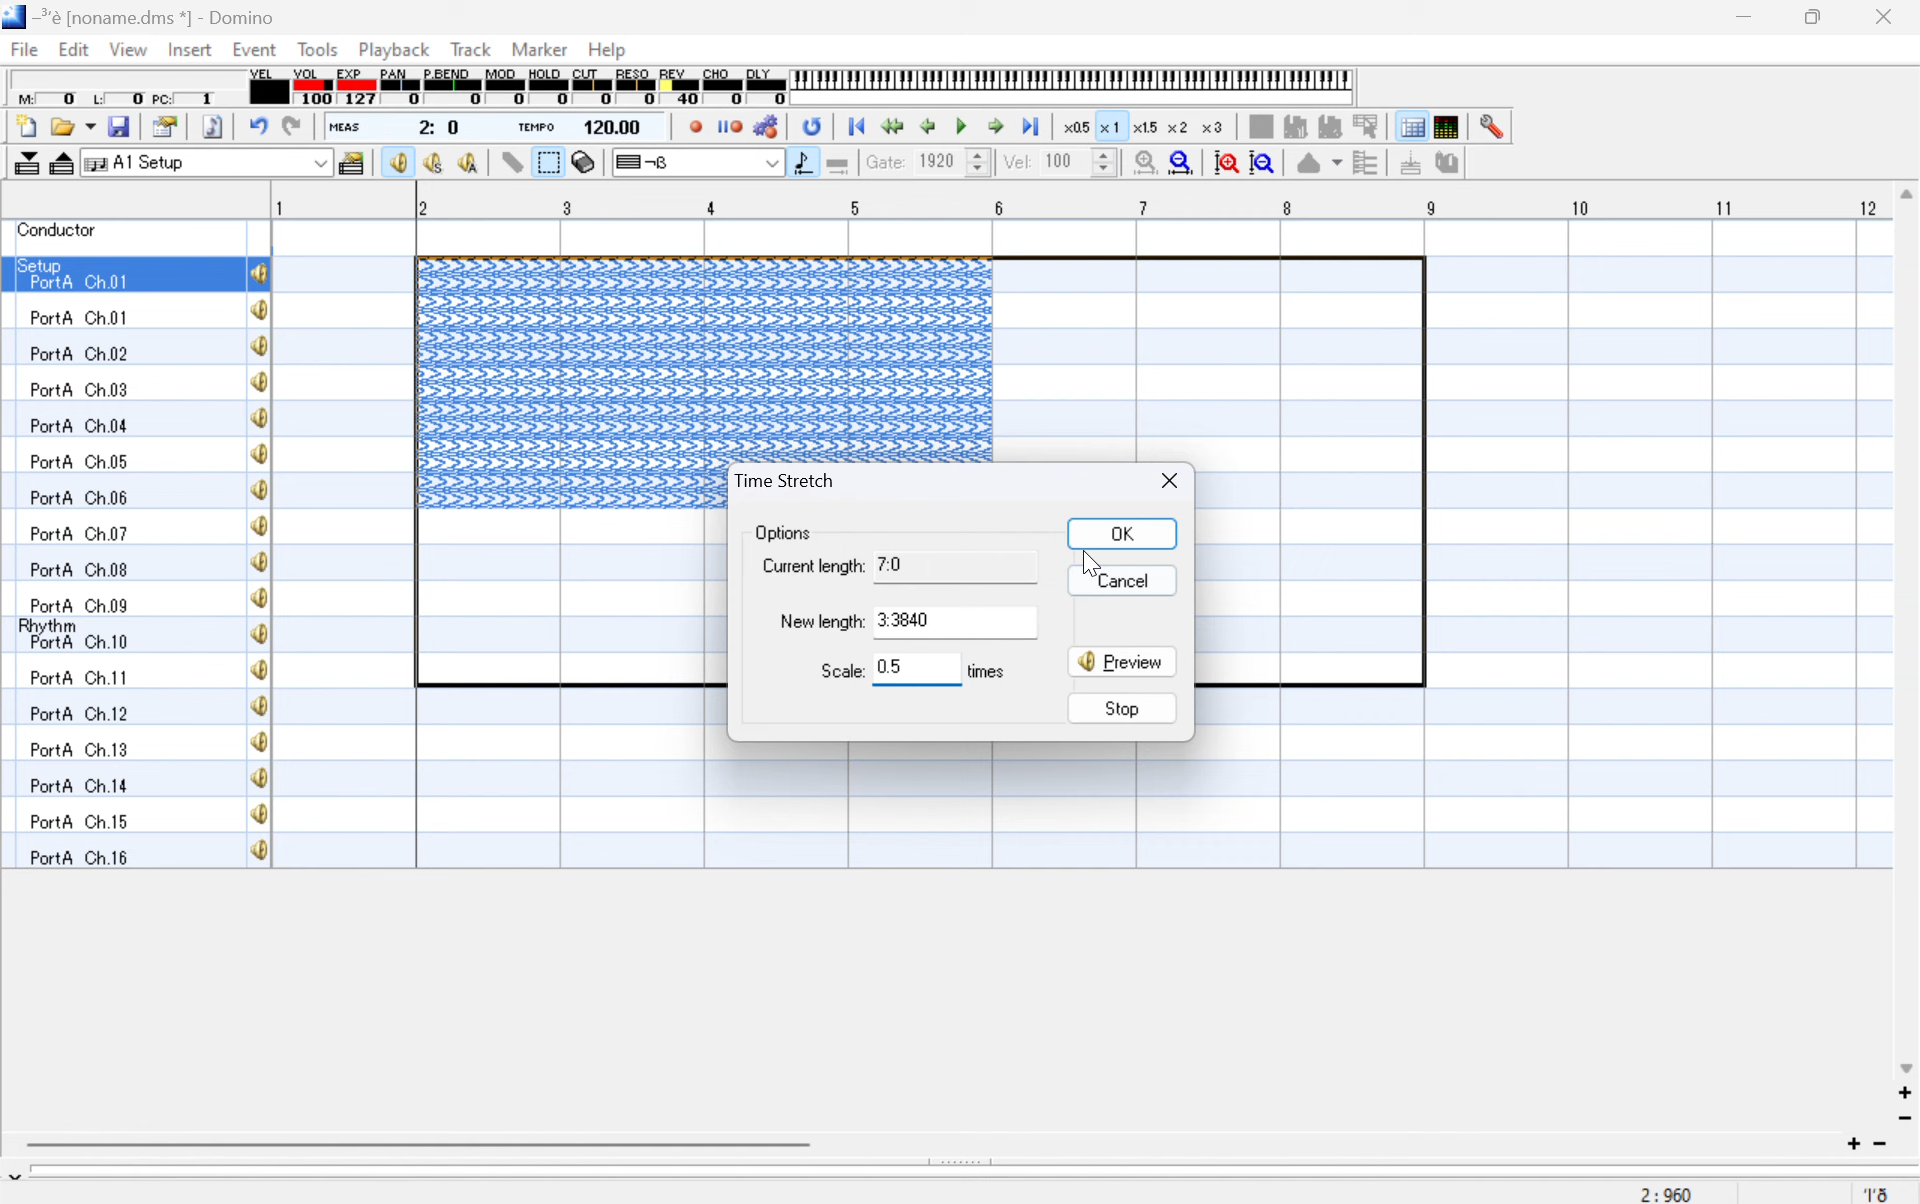 –³'è [noname.dms *] - Domino
File Edit View Insert Event Tools Playback Track Marker Help
VEL VOL EXP PAN P.BEND MOD HOLD CUT RESO REV CHO DLY
M: 0 L: 0 PC: 1 100 127 0 0 0 0 0 0 40 0 0
MEAS 2: 0 TEMPO 120.00 x0.5 x1 x1.5 x2 x3
A1 Setup S A ¬ß Gate: 1920 Vel: 100
1 2 3 4 5 6 7 8 9 10 11 12
Conductor
Setup
PortA Ch.01
PortA Ch.01
PortA Ch.02
PortA Ch.03
PortA Ch.04
PortA Ch.05
PortA Ch.06
PortA Ch.07
PortA Ch.08
PortA Ch.09
Rhythm
PortA Ch.10
PortA Ch.11
PortA Ch.12
PortA Ch.13
PortA Ch.14
PortA Ch.15
PortA Ch.16
Time Stretch
Options
Current length: 7:0
New length: 3:3840
Scale: 0.5 times
OK
Cancel
Preview
Stop
2 : 960
'I'ð